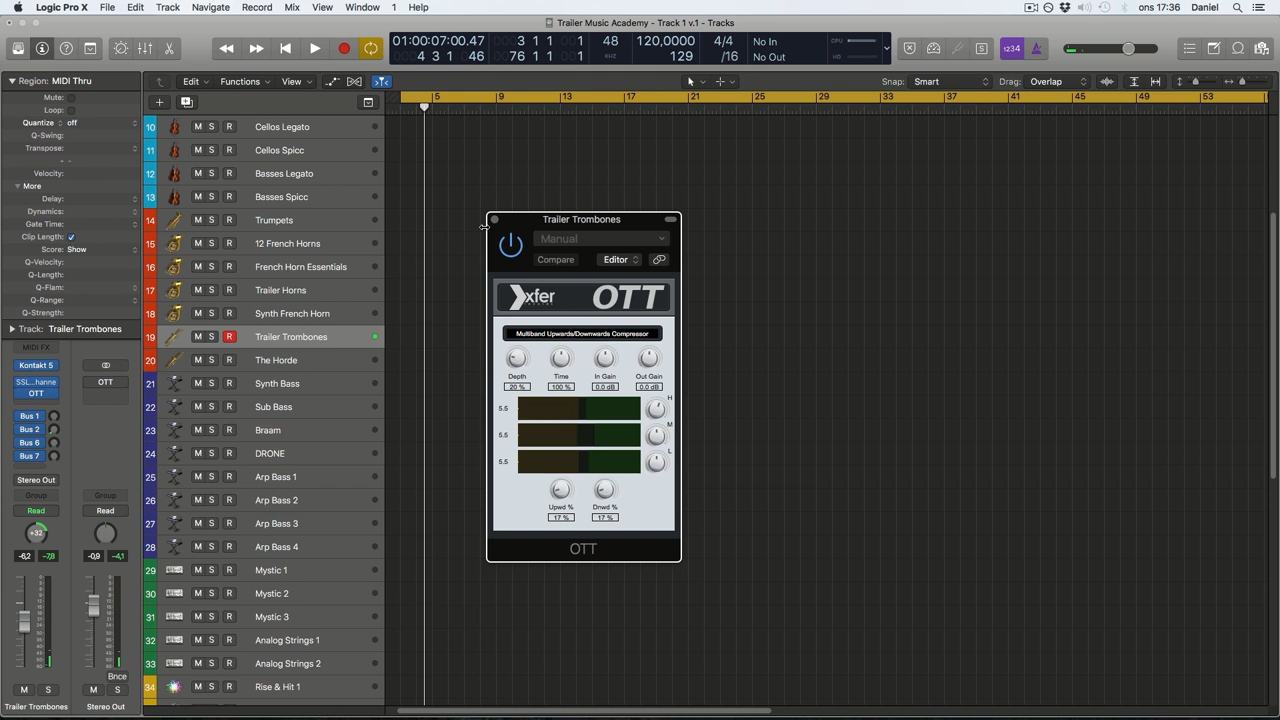 Logic Pro X File Edit Track Navigate Record Mix View Window 1 Help ons 17:36 Daniel
Trailer Music Academy - Track 1 v.1 - Tracks
01:00:07:00.47 3 1 1 1 48 120,0000 4/4 No In CPU
4 3 1 46 76 1 1 1 KHZ 129 /16 No Out HD
1234
Region: MIDI Thru Edit Functions View Snap: Smart Drag: Overlap
Mute:
Loop:
Quantize off
Q-Swing:
Transpose:
Velocity:
More
Delay:
Dynamics:
Gate Time:
Clip Length:
Score: Show
Q-Velocity:
Q-Length:
Q-Flam:
Q-Range:
Q-Strength:
Track: Trailer Trombones
MIDI FX
Kontakt 5
SSL...hanne OTT
OTT
Bus 1
Bus 2
Bus 6
Bus 7
Stereo Out
Group Group
Read Read
+32
-6,2 -7,8 -0,9 -4,1
Bnce
M S M S
Trailer Trombones Stereo Out
5 9 13 17 21 25 29 33 37 41 45 49 53
10 M S R Cellos Legato
11 M S R Cellos Spicc
12 M S R Basses Legato
13 M S R Basses Spicc
14 M S R Trumpets
15 M S R 12 French Horns
16 M S R French Horn Essentials
17 M S R Trailer Horns
18 M S R Synth French Horn
19 M S R Trailer Trombones
20 M S R The Horde
21 M S R Synth Bass
22 M S R Sub Bass
23 M S R Braam
24 M S R DRONE
25 M S R Arp Bass 1
26 M S R Arp Bass 2
27 M S R Arp Bass 3
28 M S R Arp Bass 4
29 M S R Mystic 1
30 M S R Mystic 2
31 M S R Mystic 3
32 M S R Analog Strings 1
33 M S R Analog Strings 2
34 M S R Rise & Hit 1
Trailer Trombones
Manual
Compare Editor
xfer OTT
Multiband Upwards/Downwards Compressor
Depth Time In Gain Out Gain
20 % 100 % 0.0 dB 0.0 dB
5.5 H
5.5 M
5.5 L
Upwd % Dnwd %
17 % 17 %
OTT